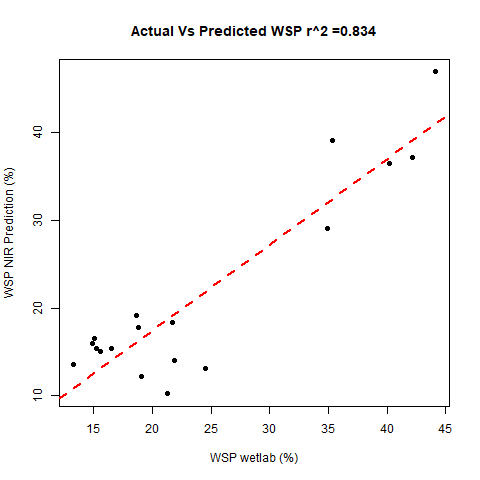 Actual Vs Predicted WSP r^2 =0.834
WSP NIR Prediction (%)
40
30
20
10
15 20 25 30 35 40 45
WSP wetlab (%)